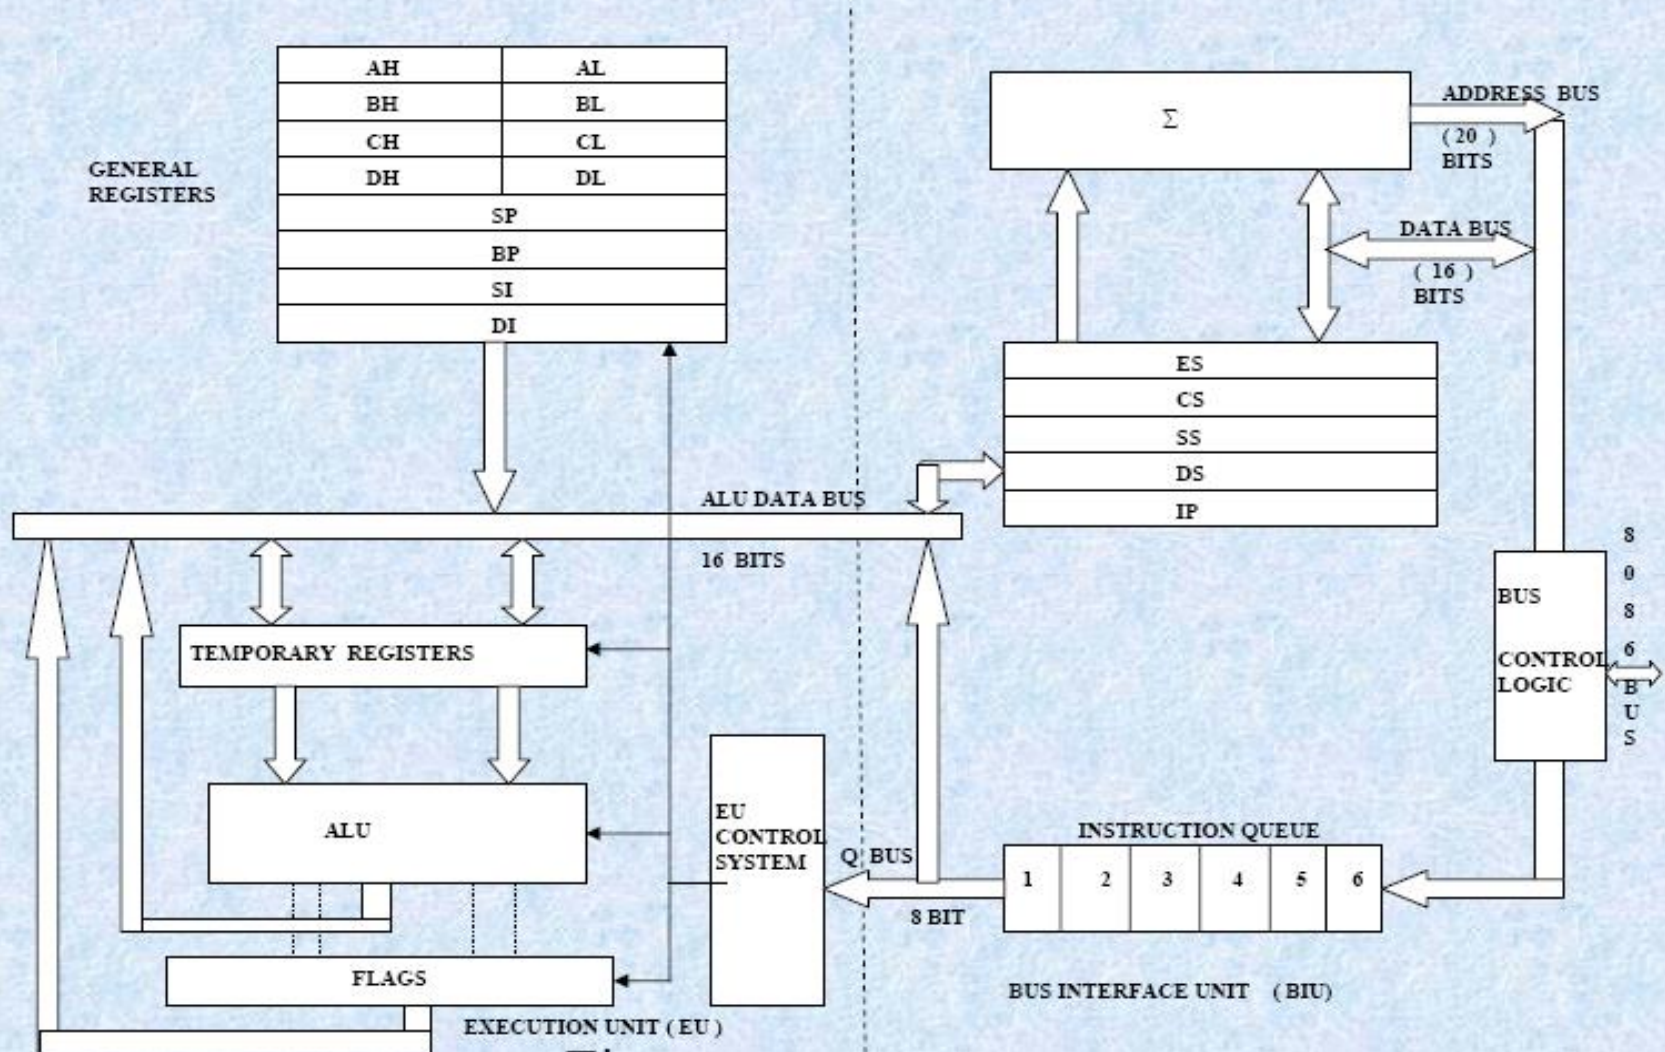 AH AL
BH BL
CH CL
DH DL
SP
BP
SI
DI
GENERAL
REGISTERS
Σ
ADDRESS BUS
( 20 )
BITS
DATA BUS
( 16 )
BITS
ES
CS
SS
DS
IP
ALU DATA BUS
16 BITS
TEMPORARY REGISTERS
ALU
FLAGS
EU
CONTROL
SYSTEM
Q BUS
8 BIT
INSTRUCTION QUEUE
1 2 3 4 5 6
BUS
CONTROL
LOGIC
8
0
8
6
B
U
S
BUS INTERFACE UNIT ( BIU)
EXECUTION UNIT ( EU )